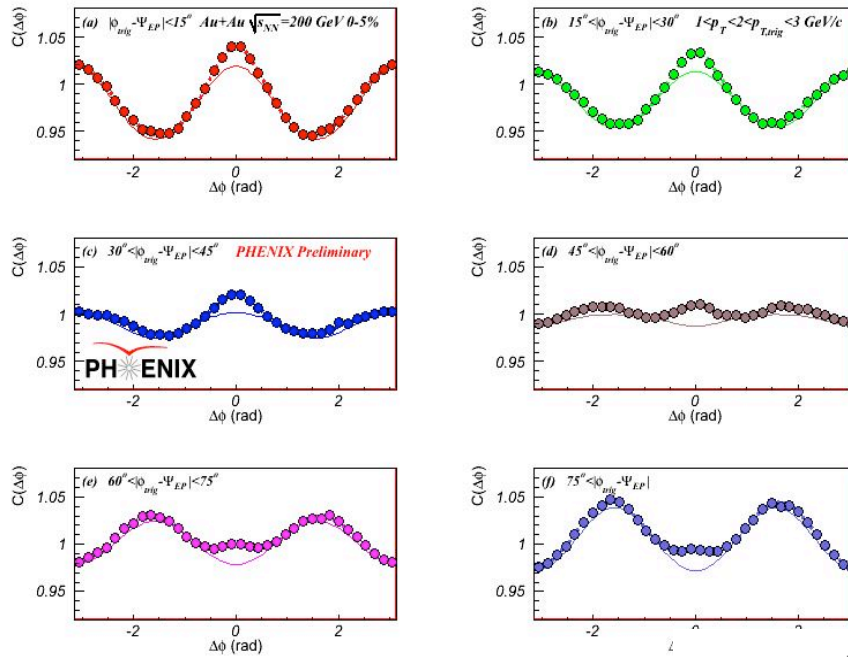 (a) |ϕtrig-ΨEP|<15° Au+Au √sNN=200 GeV 0-5%
C(Δϕ)
1.05
1
0.95
-2 0 2
Δϕ (rad)
(b) 15°<|ϕtrig-ΨEP|<30° 1<pT<2<pT,trig<3 GeV/c
C(Δϕ)
1.05
1
0.95
-2 0 2
Δϕ (rad)
(c) 30°<|ϕtrig-ΨEP|<45° PHENIX Preliminary
C(Δϕ)
1.05
1
0.95
PHENIX
-2 0 2
Δϕ (rad)
(d) 45°<|ϕtrig-ΨEP|<60°
C(Δϕ)
1.05
1
0.95
-2 0 2
Δϕ (rad)
(e) 60°<|ϕtrig-ΨEP|<75°
C(Δϕ)
1.05
1
0.95
-2 0 2
Δϕ (rad)
(f) 75°<|ϕtrig-ΨEP|
C(Δϕ)
1.05
1
0.95
-2 0 2